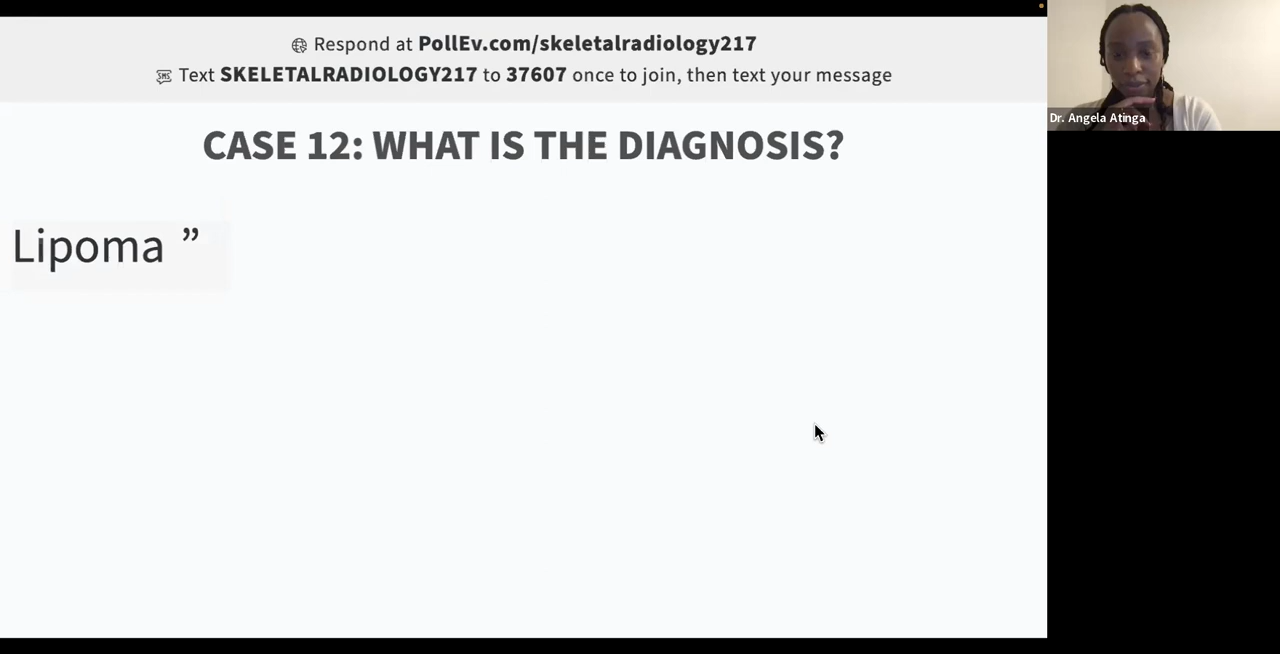 Respond at PollEv.com/skeletalradiology217
SMS Text SKELETALRADIOLOGY217 to 37607 once to join, then text your message
CASE 12: WHAT IS THE DIAGNOSIS?
Lipoma ”
Dr. Angela Atinga